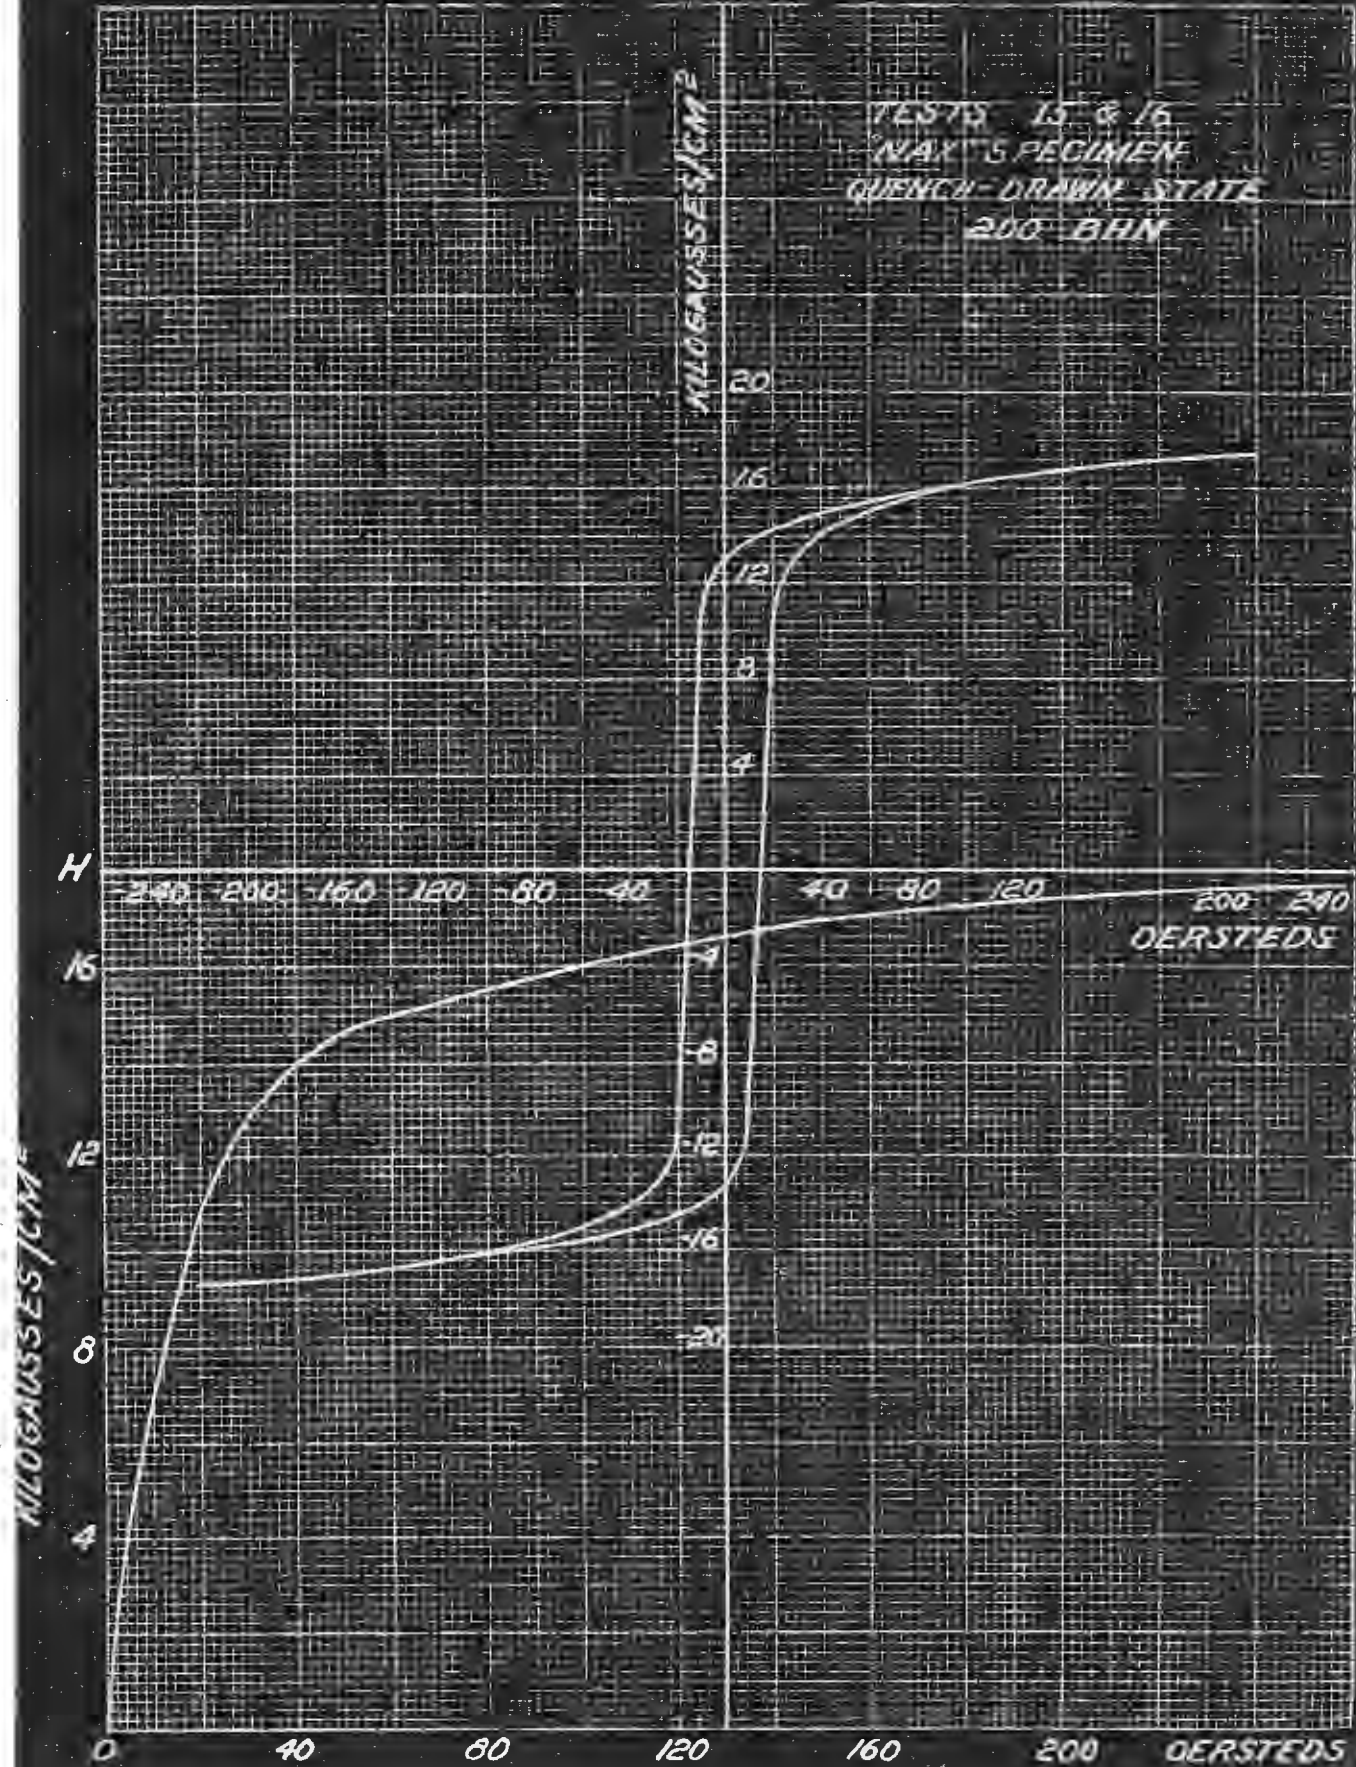 KILOGAUSSES/CM²
TESTS 15 & 16
"NAX" SPECIMEN
QUENCH-DRAWN STATE
200 BHN
20
16
12
8
4
H
-240 -200 -160 -120 -80 -40 40 80 120 200 240
OERSTEDS
-4
-8
-12
-16
-20
16
12
8
4
KILOGAUSSES/CM²
0 40 80 120 160 200 OERSTEDS